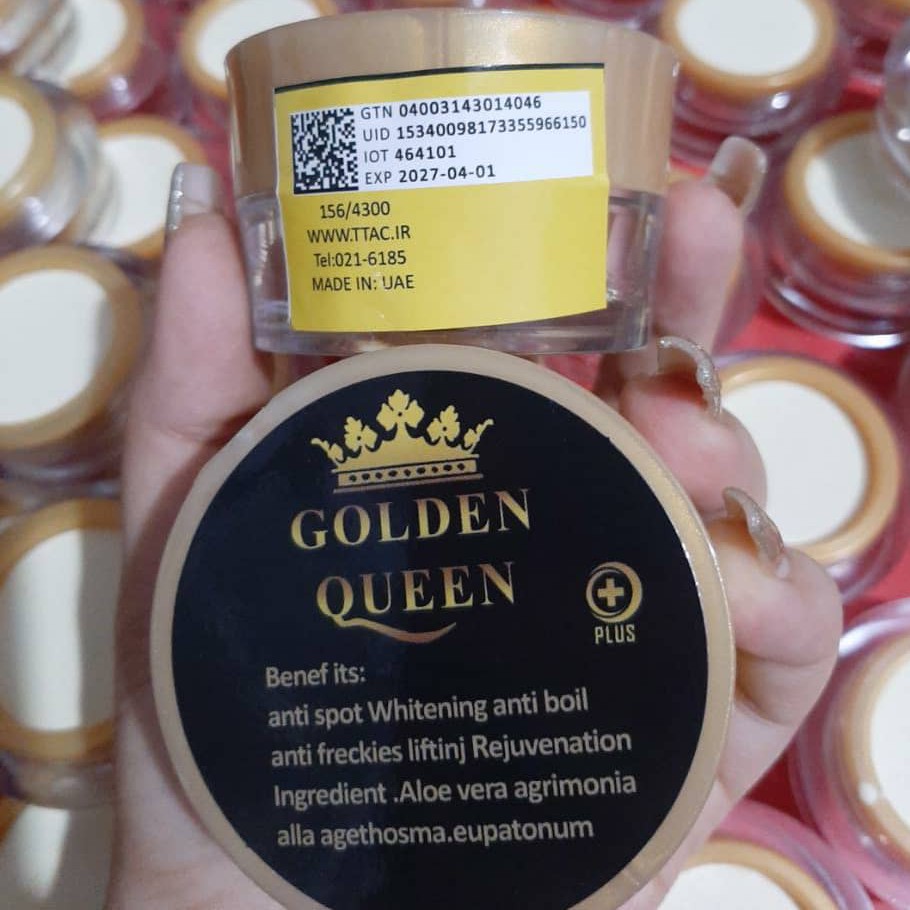 GTN 04003143014046
UID 15340098173355966150
IOT 464101
EXP 2027-04-01
156/4300
WWW.TTAC.IR
Tel:021-6185
MADE IN: UAE
GOLDEN
QUEEN
PLUS
Benef its:
anti spot Whitening anti boil
anti freckies liftinj Rejuvenation
Ingredient .Aloe vera agrimonia
alla agethosma.eupatonum